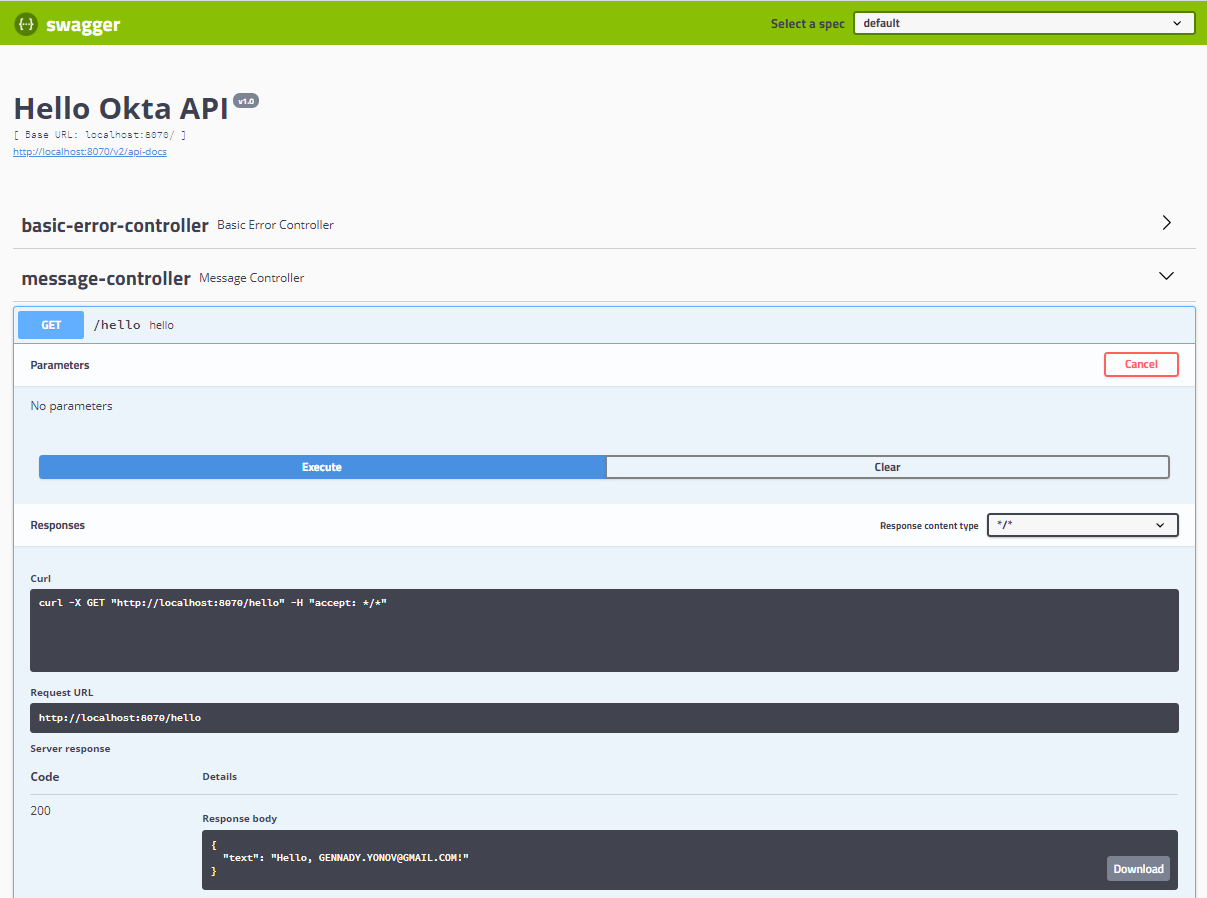 {···} swagger Select a spec default
Hello Okta API v1.0
[ Base URL: localhost:8070/ ]
http://localhost:8070/v2/api-docs
basic-error-controller Basic Error Controller
message-controller Message Controller
GET /hello hello
Parameters Cancel
No parameters
Execute Clear
Responses Response content type */*
Curl
curl -X GET "http://localhost:8070/hello" -H "accept: */*"
Request URL
http://localhost:8070/hello
Server response
Code Details
200
Response body
{
"text": "Hello, GENNADY.YONOV@GMAIL.COM!"
}
Download